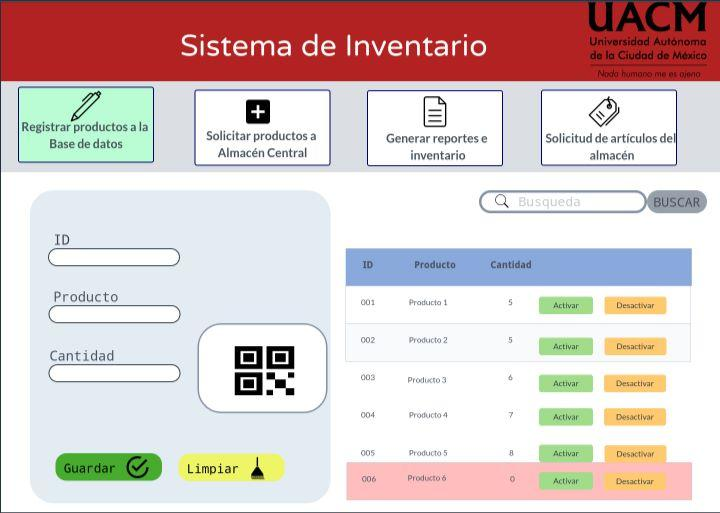 Sistema de Inventario
UACM
Universidad Autónoma
de la Ciudad de México
Nada humano me es ajeno
Registrar productos a la
Base de datos
Solicitar productos a
Almacén Central
Generar reportes e
inventario
Solicitud de artículos del
almacén
Busqueda
BUSCAR
ID
Producto
Cantidad
Guardar
Limpiar
ID Producto Cantidad
001 Producto 1 5 Activar Desactivar
002 Producto 2 5 Activar Desactivar
003 Producto 3 6 Activar Desactivar
004 Producto 4 7 Activar Desactivar
005 Producto 5 8 Activar Desactivar
006 Producto 6 0 Activar Desactivar